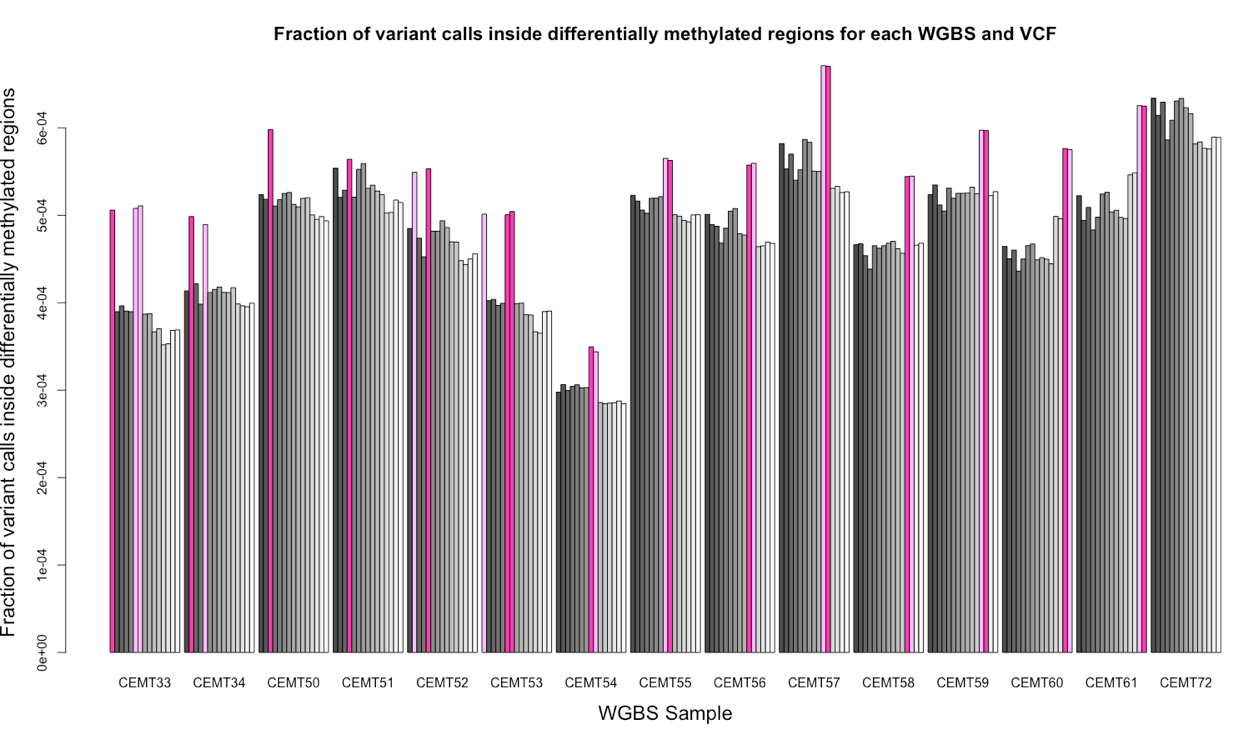 Fraction of variant calls inside differentially methylated regions for each WGBS and VCF
Fraction of variant calls inside differentially methylated regions
6e-04
5e-04
4e-04
3e-04
2e-04
1e-04
0e+00
CEMT33 CEMT34 CEMT50 CEMT51 CEMT52 CEMT53 CEMT54 CEMT55 CEMT56 CEMT57 CEMT58 CEMT59 CEMT60 CEMT61 CEMT72
WGBS Sample